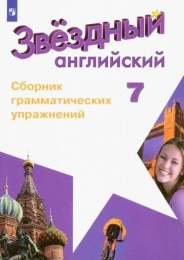 Звёздный
английский
Сборник
грамматических
упражнений
7